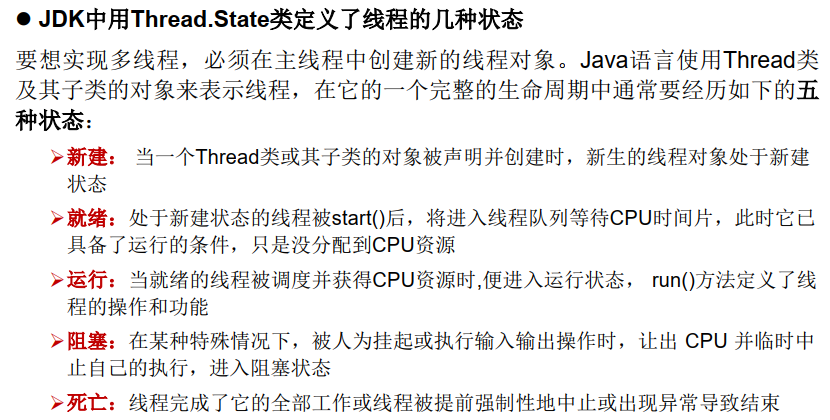 ● JDK中用Thread.State类定义了线程的几种状态
要想实现多线程，必须在主线程中创建新的线程对象。Java语言使用Thread类
及其子类的对象来表示线程，在它的一个完整的生命周期中通常要经历如下的五
种状态：
➢新建： 当一个Thread类或其子类的对象被声明并创建时，新生的线程对象处于新建
状态
➢就绪：处于新建状态的线程被start()后，将进入线程队列等待CPU时间片，此时它已
具备了运行的条件，只是没分配到CPU资源
➢运行：当就绪的线程被调度并获得CPU资源时,便进入运行状态， run()方法定义了线
程的操作和功能
➢阻塞：在某种特殊情况下，被人为挂起或执行输入输出操作时，让出 CPU 并临时中
止自己的执行，进入阻塞状态
➢死亡：线程完成了它的全部工作或线程被提前强制性地中止或出现异常导致结束